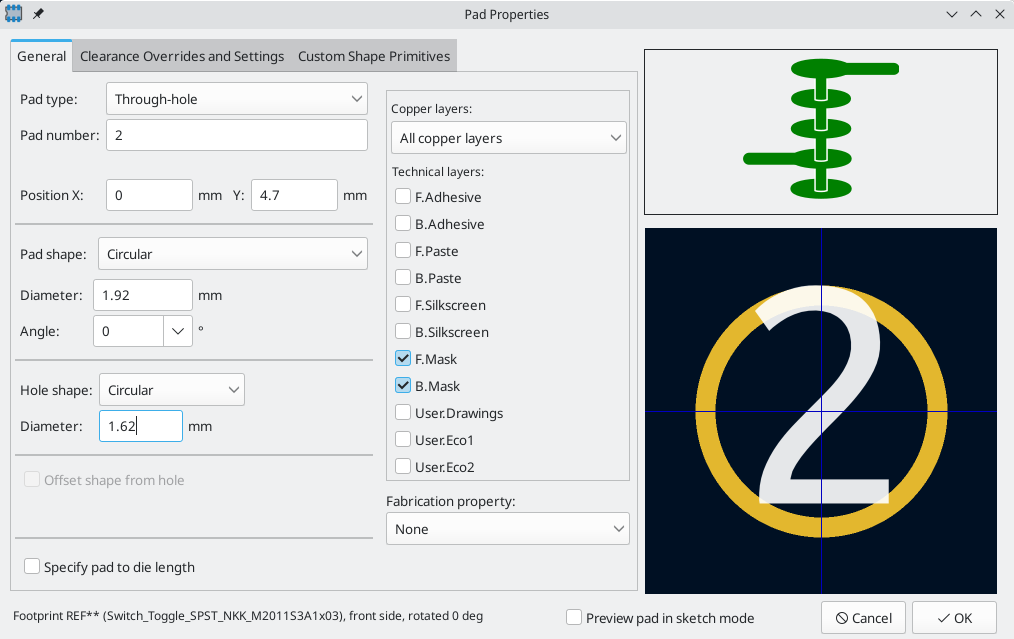 Pad Properties
General
Clearance Overrides and Settings
Custom Shape Primitives
Pad type:
Through-hole
Pad number:
2
Position X:
0
mm
Y:
4.7
mm
Pad shape:
Circular
Diameter:
1.92
mm
Angle:
0
°
Hole shape:
Circular
Diameter:
1.62
mm
Offset shape from hole
Specify pad to die length
Copper layers:
All copper layers
Technical layers:
F.Adhesive
B.Adhesive
F.Paste
B.Paste
F.Silkscreen
B.Silkscreen
F.Mask
B.Mask
User.Drawings
User.Eco1
User.Eco2
Fabrication property:
None
2
Footprint REF** (Switch_Toggle_SPST_NKK_M2011S3A1x03), front side, rotated 0 deg
Preview pad in sketch mode
Cancel
OK